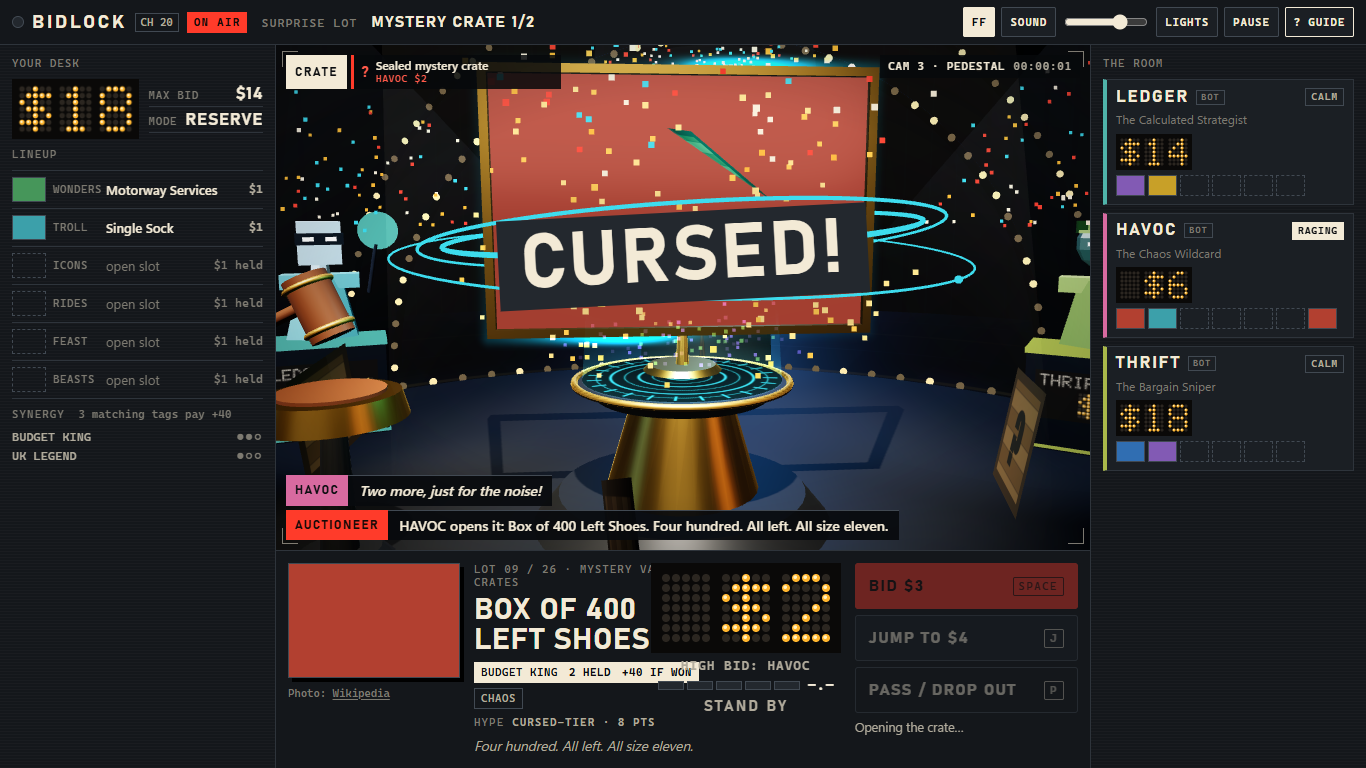 BIDLOCK CH 20 ON AIR SURPRISE LOT MYSTERY CRATE 1/2 FF SOUND LIGHTS PAUSE ? GUIDE
YOUR DESK
$18
MAX BID $14
MODE RESERVE
LINEUP
WONDERS Motorway Services $1
TROLL Single Sock $1
ICONS open slot $1 held
RIDES open slot $1 held
FEAST open slot $1 held
BEASTS open slot $1 held
SYNERGY 3 matching tags pay +40
BUDGET KING
UK LEGEND
CRATE ? Sealed mystery crate
HAVOC $2
CAM 3 · PEDESTAL 00:00:01
CURSED!
HAVOC Two more, just for the noise!
AUCTIONEER HAVOC opens it: Box of 400 Left Shoes. Four hundred. All left. All size eleven.
Photo: Wikipedia
LOT 09 / 26 · MYSTERY
CRATES
BOX OF 400
LEFT SHOES
BUDGET KING 2 HELD +40 IF WON
CHAOS
HYPE CURSED-TIER · 8 PTS
Four hundred. All left. All size eleven.
$2
HIGH BID: HAVOC
-.-
STAND BY
BID $3 SPACE
JUMP TO $4 J
PASS / DROP OUT P
Opening the crate…
THE ROOM
LEDGER BOT CALM
The Calculated Strategist
$14
HAVOC BOT RAGING
The Chaos Wildcard
$6
THRIFT BOT CALM
The Bargain Sniper
$18